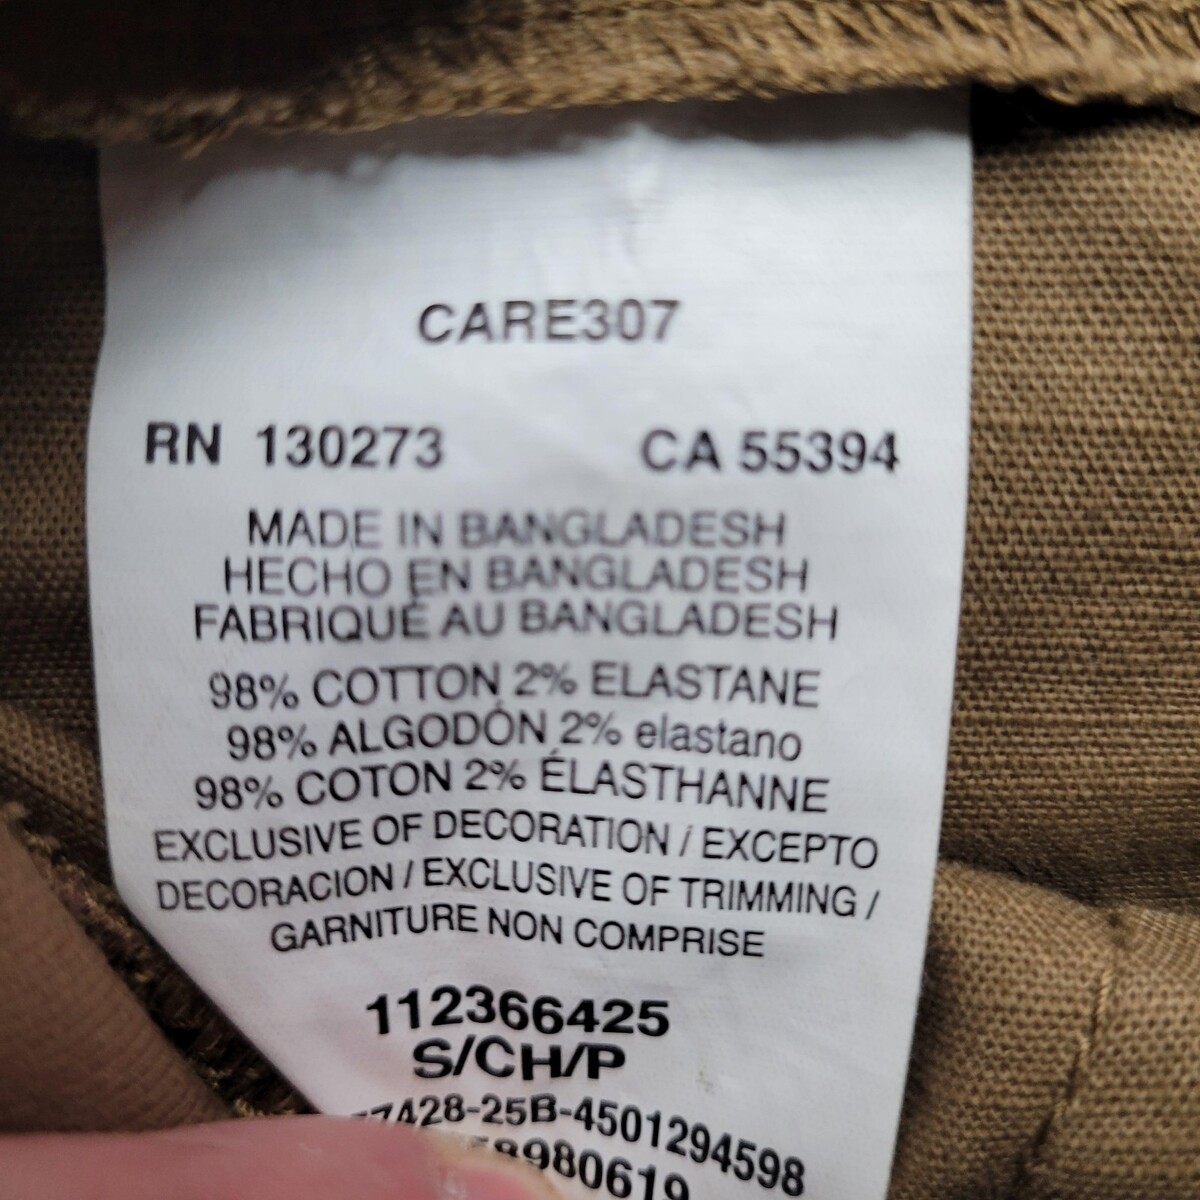 CARE307
RN 130273 CA 55394
MADE IN BANGLADESH
HECHO EN BANGLADESH
FABRIQUÉ AU BANGLADESH
98% COTTON 2% ELASTANE
98% ALGODÓN 2% elastano
98% COTON 2% ÉLASTHANNE
EXCLUSIVE OF DECORATION / EXCEPTO
DECORACION / EXCLUSIVE OF TRIMMING /
GARNITURE NON COMPRISE
112366425
S/CH/P